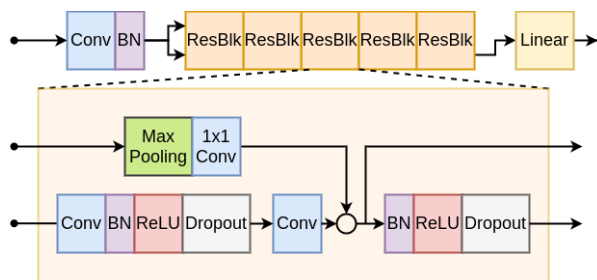 Conv BN ResBlk ResBlk ResBlk ResBlk ResBlk Linear
Max Pooling 1x1 Conv
Conv BN ReLU Dropout Conv BN ReLU Dropout